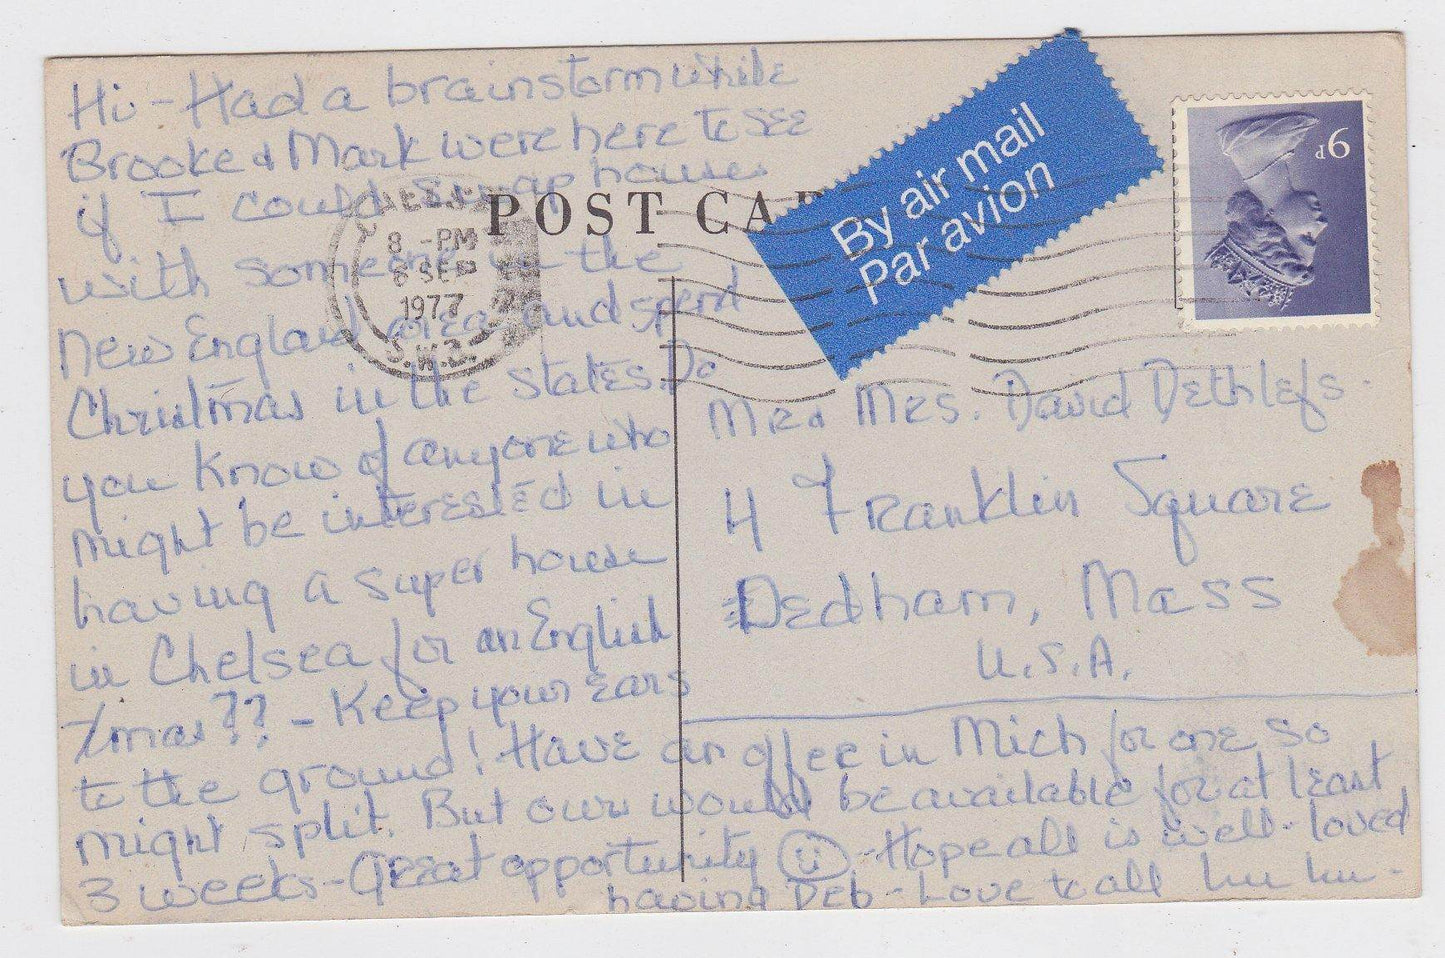 Hi - Had a brainstorm while
Brooke & Mark were here to see
if I could swap houses
with someone in the
New England area and spend
Christmas in the States. Do
you know of anyone who
might be interested in
having a super house
in Chelsea for an English
Xmas?? - Keep your ears
to the ground! Have an offer in Mich for one so
might split. But our would be available for at least
3 weeks - Great opportunity - Hope all is well - loved
having Deb - Love to all
POST CA
By air mail
Par avion
9p
8 - PM
6 SEP
1977
S.W.
Mr & Mrs. David Dethlefs.
4 Franklin Square
Dedham, Mass
U.S.A.